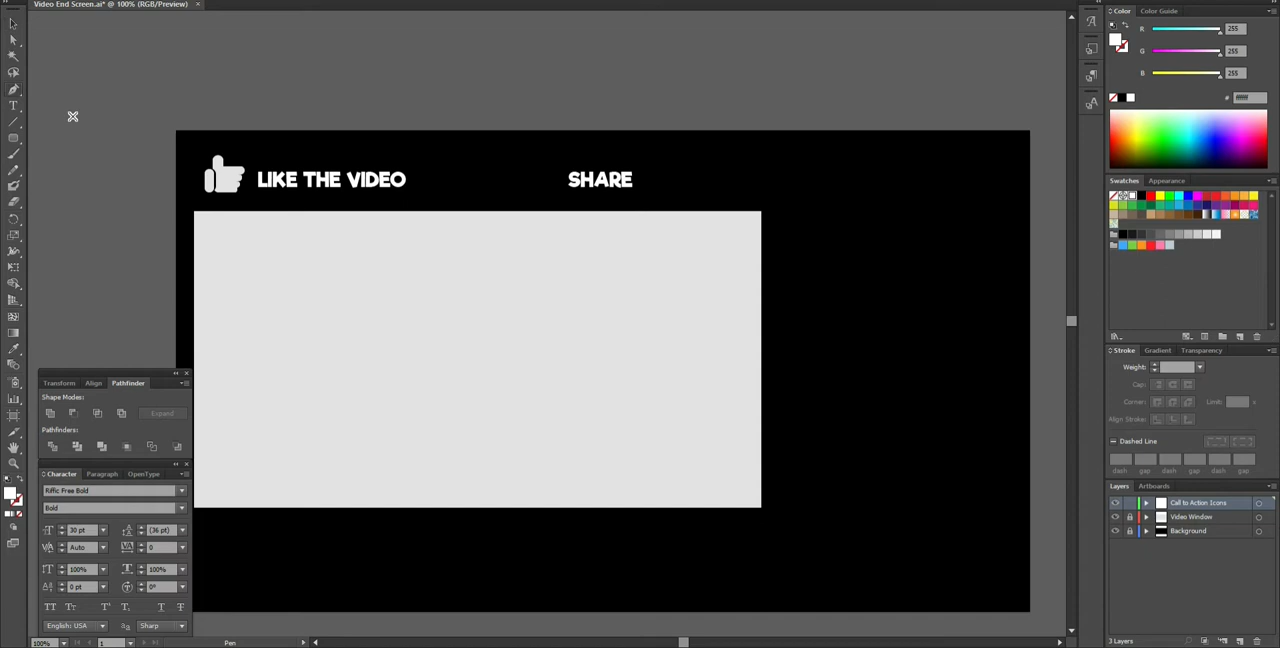 Video End Screen.ai* @ 100% (RGB/Preview) ×
LIKE THE VIDEO
SHARE
Transform Align Pathfinder
Shape Modes:
Expand
Pathfinders:
Character Paragraph OpenType
Riffic Free Bold
Bold
30 pt (36 pt)
Auto 0
100% 100%
0 pt 0°
English: USA Sharp
100% 1 Pen
Color Color Guide
R 255
G 255
B 255
# ffffff
Swatches Appearance
Stroke Gradient Transparency
Weight:
Cap:
Corner: Limit: x
Align Stroke:
Dashed Line
dash gap dash gap dash gap
Layers Artboards
Call to Action Icons
Video Window
Background
3 Layers